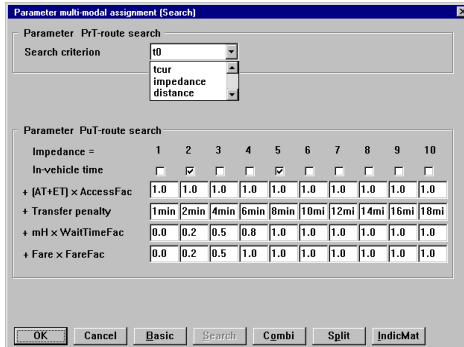 Parameter multi-modal assignment (Search)
Parameter PrT-route search
Search criterion t0
tcur
impedance
distance
Parameter PuT-route search
Impedance = 1 2 3 4 5 6 7 8 9 10
In-vehicle time
+ (AT+ET) x AccessFac 1.0 1.0 1.0 1.0 1.0 1.0 1.0 1.0 1.0 1.0
+ Transfer penalty 1min 2min 4min 6min 8min 10mi 12mi 14mi 16mi 18mi
+ mH x WaitTimeFac 0.0 0.2 0.5 0.8 1.0 1.0 1.0 1.0 1.0 1.0
+ Fare x FareFac 0.0 0.2 0.5 1.0 1.0 1.0 1.0 1.0 1.0 1.0
OK Cancel Basic Search Combi Split IndicMat